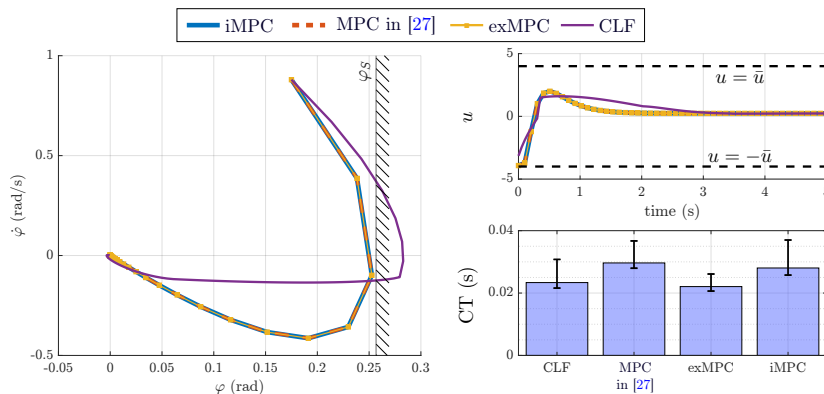 iMPC MPC in [27] exMPC CLF
1
0.5
0
-0.5
φ̇ (rad/s)
φS
-0.05 0 0.05 0.1 0.15 0.2 0.25 0.3
φ (rad)
5
0
-5
u
u = ū
u = −ū
0 1 2 3 4 5
time (s)
0.04
0.02
0
CT (s)
CLF MPC exMPC iMPC
in [27]